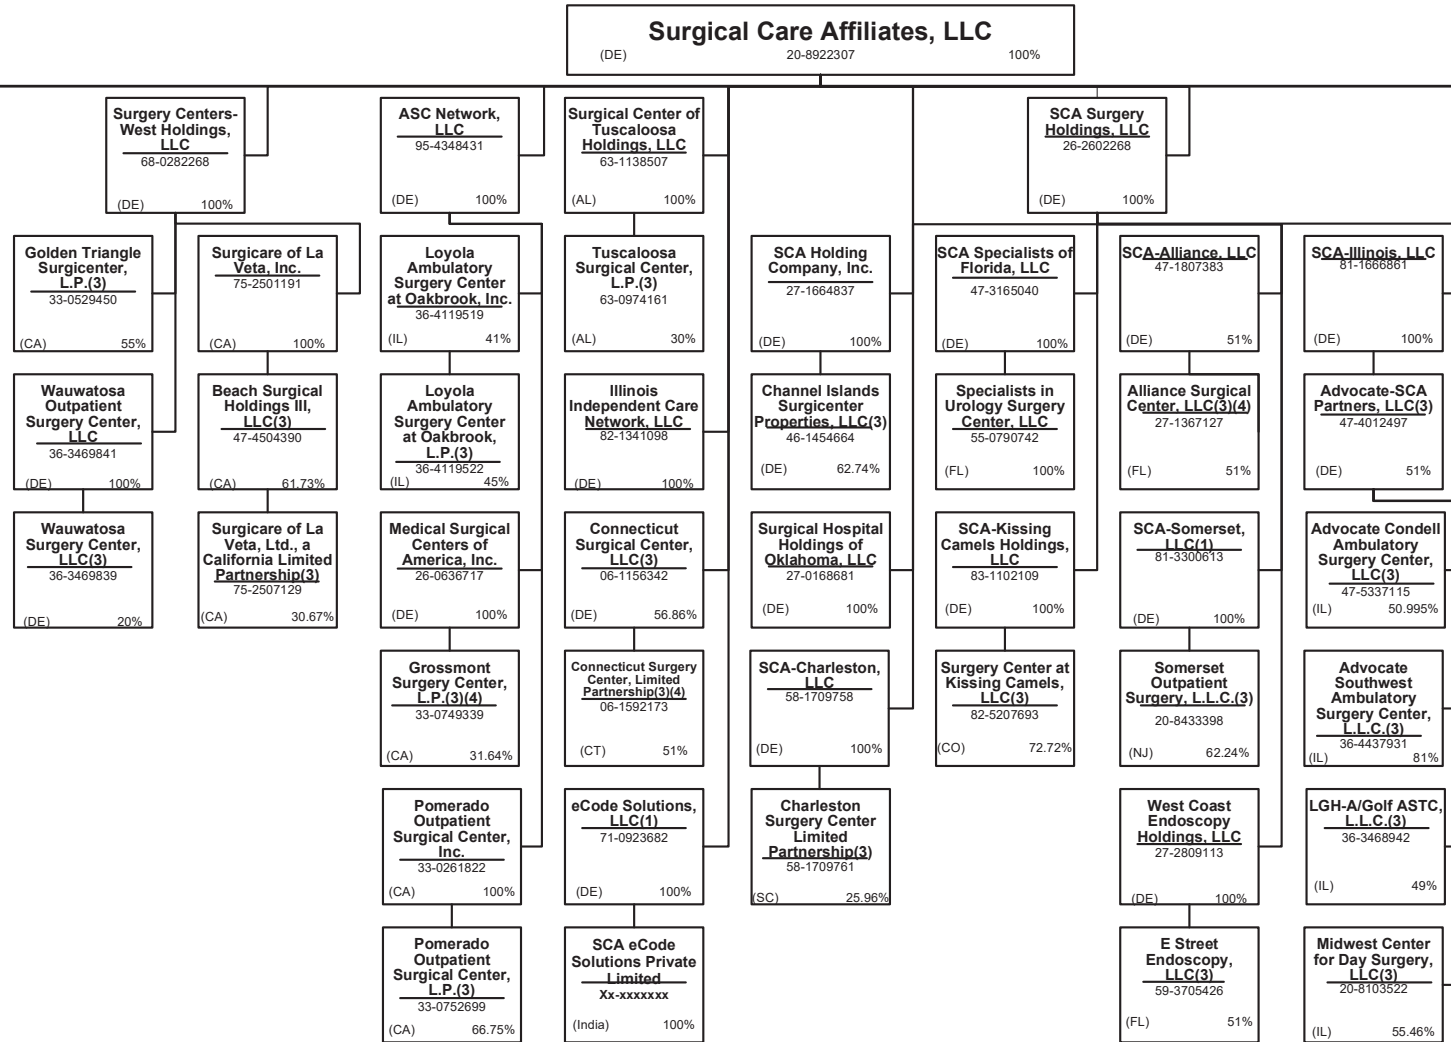 Surgical Care Affiliates, LLC
(DE) 20-8922307 100%
Surgery Centers-
West Holdings,
LLC
68-0282268
(DE) 100%
ASC Network,
LLC
95-4348431
(DE) 100%
Surgical Center of
Tuscaloosa
Holdings, LLC
63-1138507
(AL) 100%
SCA Surgery
Holdings, LLC
26-2602268
(DE) 100%
Golden Triangle
Surgicenter,
L.P.(3)
33-0529450
(CA) 55%
Surgicare of La
Veta, Inc.
75-2501191
(CA) 100%
Loyola
Ambulatory
Surgery Center
at Oakbrook, Inc.
36-4119519
(IL) 41%
Tuscaloosa
Surgical Center,
L.P.(3)
63-0974161
(AL) 30%
SCA Holding
Company, Inc.
27-1664837
(DE) 100%
SCA Specialists of
Florida, LLC
47-3165040
(DE) 100%
SCA-Alliance, LLC
47-1807383
(DE) 51%
SCA-Illinois, LLC
81-1666861
(DE) 100%
Wauwatosa
Outpatient
Surgery Center,
LLC
36-3469841
(DE) 100%
Beach Surgical
Holdings III,
LLC(3)
47-4504390
(CA) 61.73%
Loyola
Ambulatory
Surgery Center
at Oakbrook,
L.P.(3)
36-4119522
(IL) 45%
Illinois
Independent Care
Network, LLC
82-1341098
(DE) 100%
Channel Islands
Surgicenter
Properties, LLC(3)
46-1454664
(DE) 62.74%
Specialists in
Urology Surgery
Center, LLC
55-0790742
(FL) 100%
Alliance Surgical
Center, LLC(3)(4)
27-1367127
(FL) 51%
Advocate-SCA
Partners, LLC(3)
47-4012497
(DE) 51%
Wauwatosa
Surgery Center,
LLC(3)
36-3469839
(DE) 20%
Surgicare of La
Veta, Ltd., a
California Limited
Partnership(3)
75-2507129
(CA) 30.67%
Medical Surgical
Centers of
America, Inc.
26-0636717
(DE) 100%
Connecticut
Surgical Center,
LLC(3)
06-1156342
(DE) 56.86%
Surgical Hospital
Holdings of
Oklahoma, LLC
27-0168681
(DE) 100%
SCA-Kissing
Camels Holdings,
LLC
83-1102109
(DE) 100%
SCA-Somerset,
LLC(1)
81-3300613
(DE) 100%
Advocate Condell
Ambulatory
Surgery Center,
LLC(3)
47-5337115
(IL) 50.995%
Grossmont
Surgery Center,
L.P.(3)(4)
33-0749339
(CA) 31.64%
Connecticut Surgery
Center, Limited
Partnership(3)(4)
06-1592173
(CT) 51%
SCA-Charleston,
LLC
58-1709758
(DE) 100%
Surgery Center at
Kissing Camels,
LLC(3)
82-5207693
(CO) 72.72%
Somerset
Outpatient
Surgery, L.L.C.(3)
20-8433398
(NJ) 62.24%
Advocate
Southwest
Ambulatory
Surgery Center,
L.L.C.(3)
36-4437931
(IL) 81%
Pomerado
Outpatient
Surgical Center,
Inc.
33-0261822
(CA) 100%
eCode Solutions,
LLC(1)
71-0923682
(DE) 100%
Charleston
Surgery Center
Limited
Partnership(3)
58-1709761
(SC) 25.96%
West Coast
Endoscopy
Holdings, LLC
27-2809113
(DE) 100%
LGH-A/Golf ASTC,
L.L.C.(3)
36-3468942
(IL) 49%
Pomerado
Outpatient
Surgical Center,
L.P.(3)
33-0752699
(CA) 66.75%
SCA eCode
Solutions Private
Limited
Xx-xxxxxxx
(India) 100%
E Street
Endoscopy,
LLC(3)
59-3705426
(FL) 51%
Midwest Center
for Day Surgery,
LLC(3)
20-8103522
(IL) 55.46%